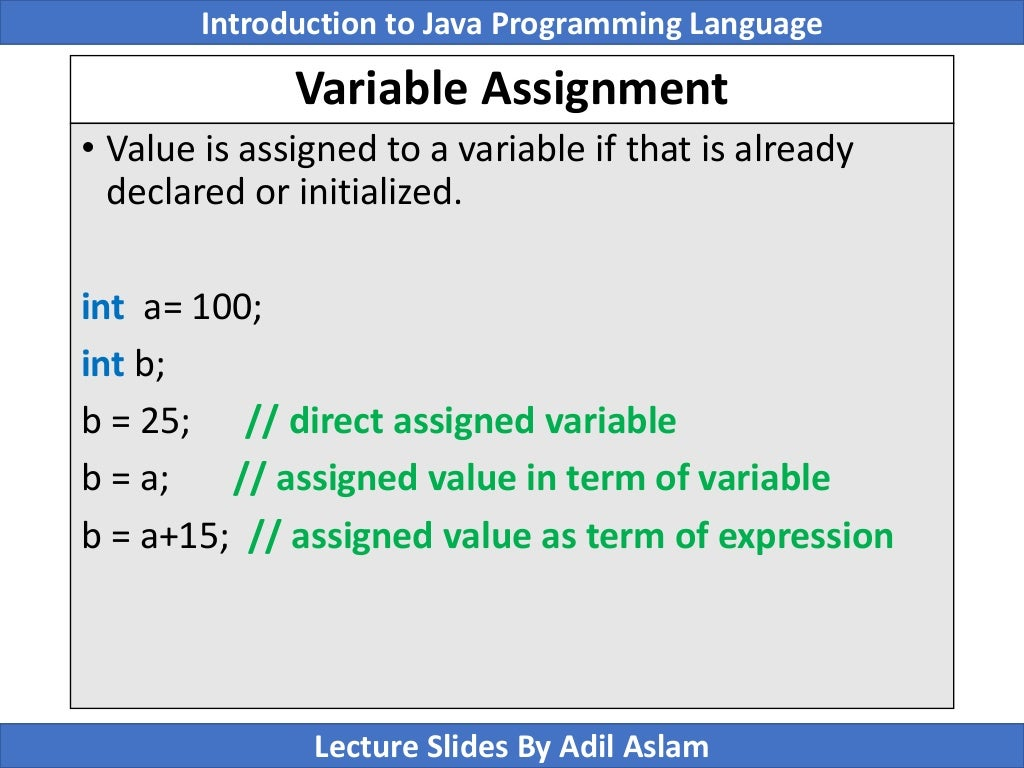 Introduction to Java Programming Language
Variable Assignment
• Value is assigned to a variable if that is already
declared or initialized.
int  a= 100;
int b;
b = 25;      // direct assigned variable
b = a;       // assigned value in term of variable
b = a+15;  // assigned value as term of expression
Lecture Slides By Adil Aslam